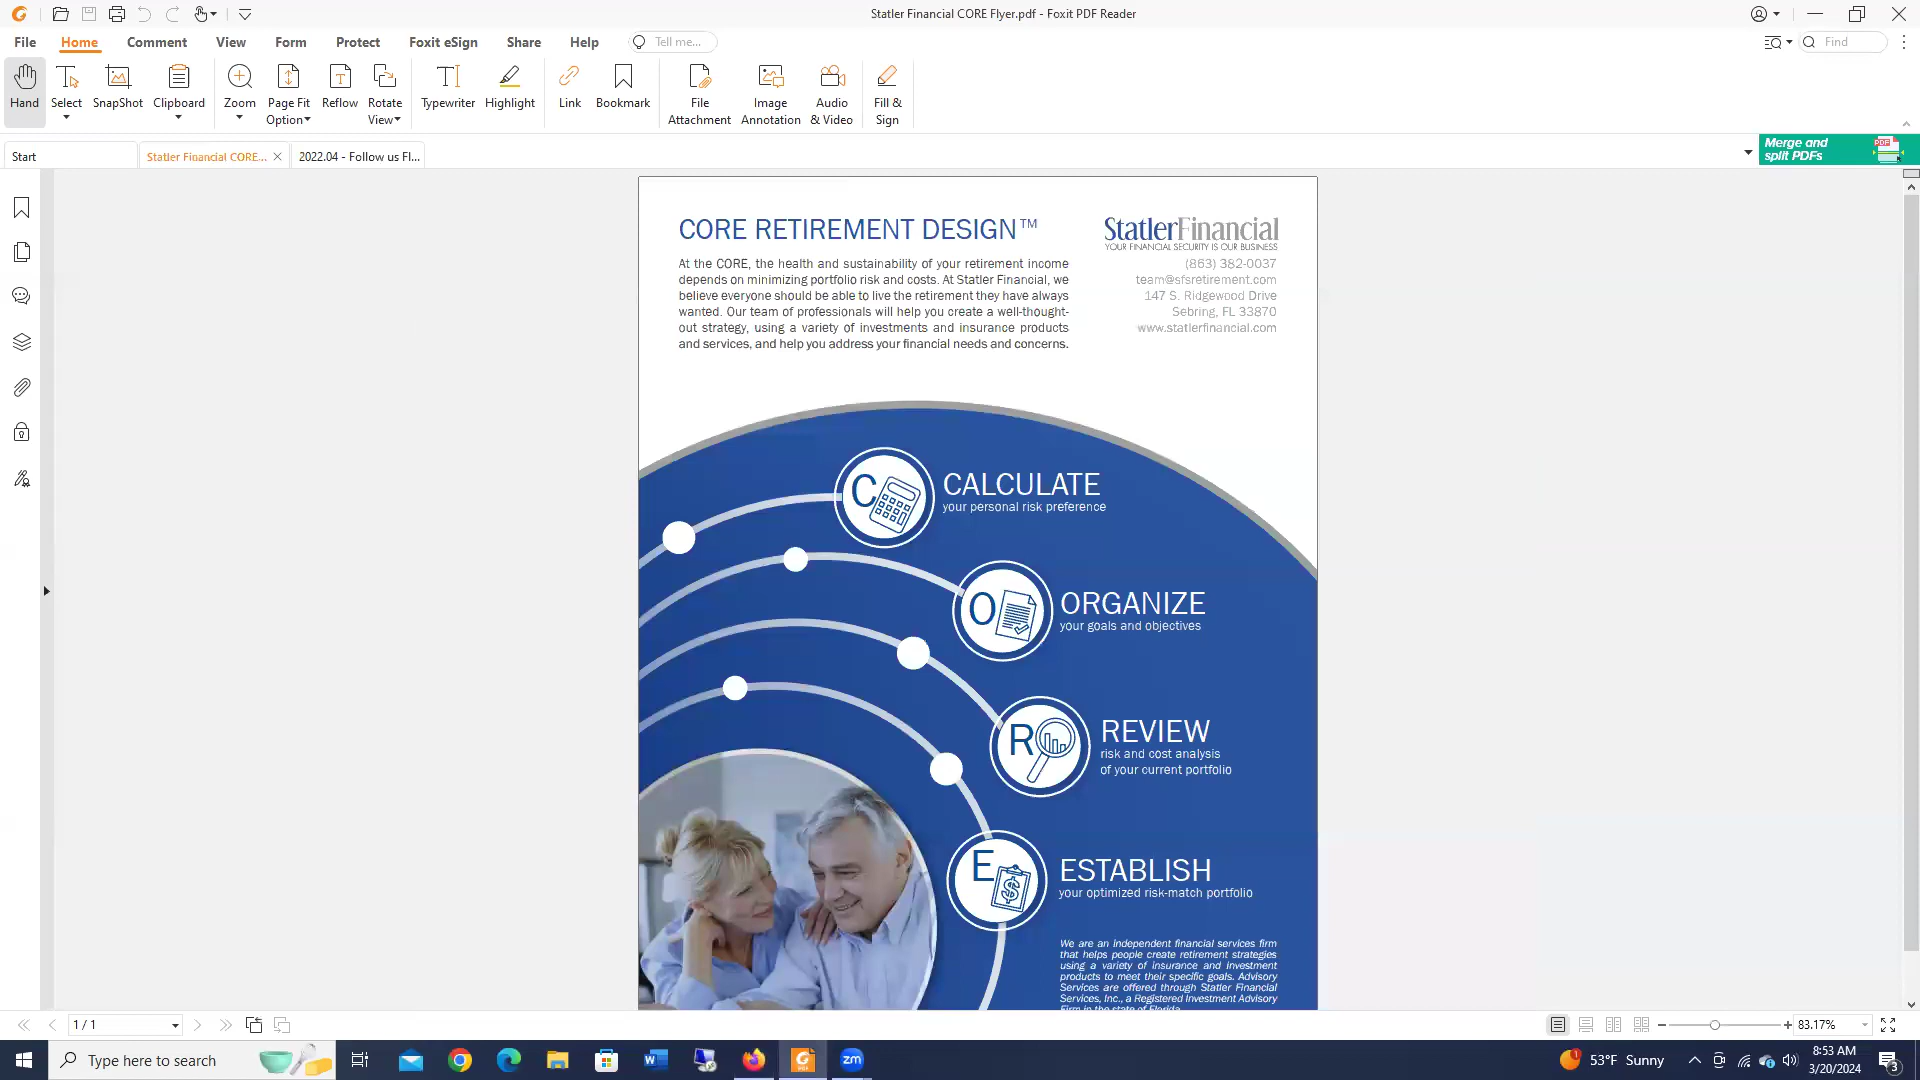 Statler Financial CORE Flyer.pdf - Foxit PDF Reader
File Home Comment View Form Protect Foxit eSign Share Help Tell me... Find
Hand Select SnapShot Clipboard Zoom Page Fit Option Reflow Rotate View Typewriter Highlight Link Bookmark File Attachment Image Annotation Audio & Video Fill & Sign
Start Statler Financial CORE... 2022.04 - Follow us Fl...
Merge and
split PDFs
PDF
CORE RETIREMENT DESIGN™
At the CORE, the health and sustainability of your retirement income
depends on minimizing portfolio risk and costs. At Statler Financial, we
believe everyone should be able to live the retirement they have always
wanted. Our team of professionals will help you create a well-thought-
out strategy, using a variety of investments and insurance products
and services, and help you address your financial needs and concerns.
StatlerFinancial
YOUR FINANCIAL SECURITY IS OUR BUSINESS
(863) 382-0037
team@sfsretirement.com
147 S. Ridgewood Drive
Sebring, FL 33870
www.statlerfinancial.com
C CALCULATE
your personal risk preference
O ORGANIZE
your goals and objectives
R REVIEW
risk and cost analysis
of your current portfolio
E ESTABLISH
your optimized risk-match portfolio
We are an independent financial services firm
that helps people create retirement strategies
using a variety of insurance and investment
products to meet their specific goals. Advisory
Services are offered through Statler Financial
Services, Inc., a Registered Investment Advisory
Firm in the state of Florida.
1 / 1
83.17%
Type here to search
zm
53°F Sunny
8:53 AM
3/20/2024
3